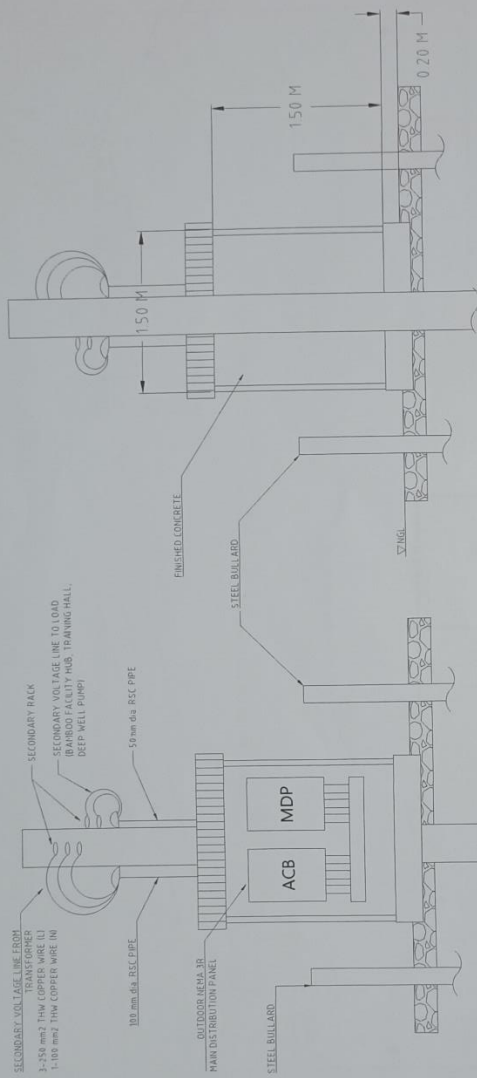 SECONDARY VOLTAGE LINE FROM
TRANSFORMER
3-250 mm2 THW COPPER WIRE (L)
1-100 mm2 THW COPPER WIRE (N)
SECONDARY RACK
SECONDARY VOLTAGE LINE TO LOAD
(BAMBOO FACILITY HUB, TRAINING HALL,
DEEP WELL PUMP)
100 mm dia. RSC PIPE
50 mm dia. RSC PIPE
OUTDOOR NEMA 3R
MAIN DISTRIBUTION PANEL
ACB
MDP
STEEL BULLARD
STEEL BULLARD
FINISHED CONCRETE
NGL
1.50 M
1.50 M
0.20 M